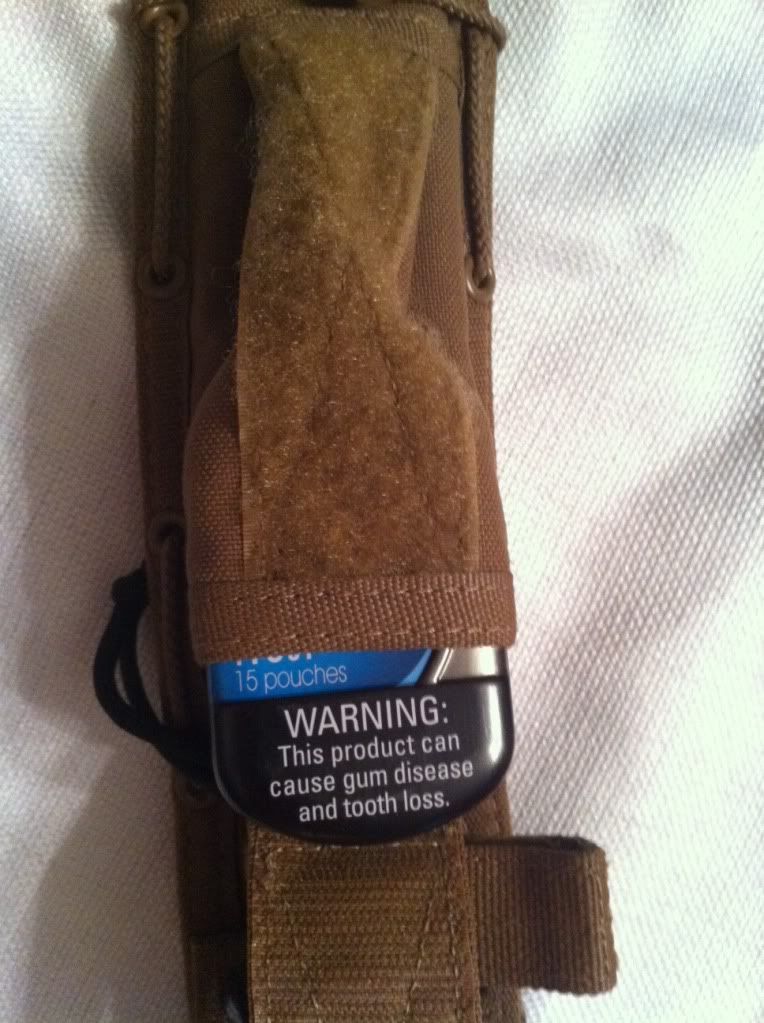 15 pouches
WARNING:
This product can
cause gum disease
and tooth loss.